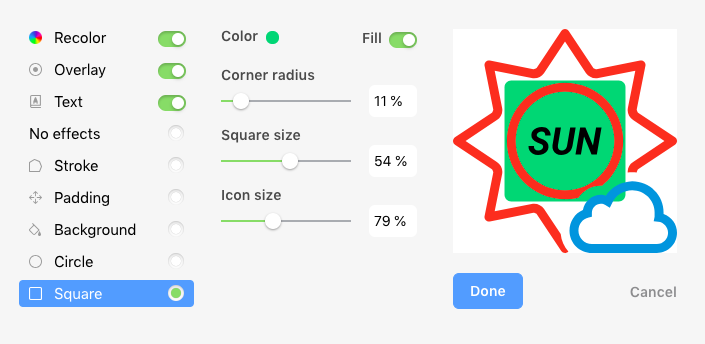 Recolor
Overlay
Text
No effects
Stroke
Padding
Background
Circle
Square
Color
Fill
Corner radius
11 %
Square size
54 %
Icon size
79 %
SUN
Done
Cancel